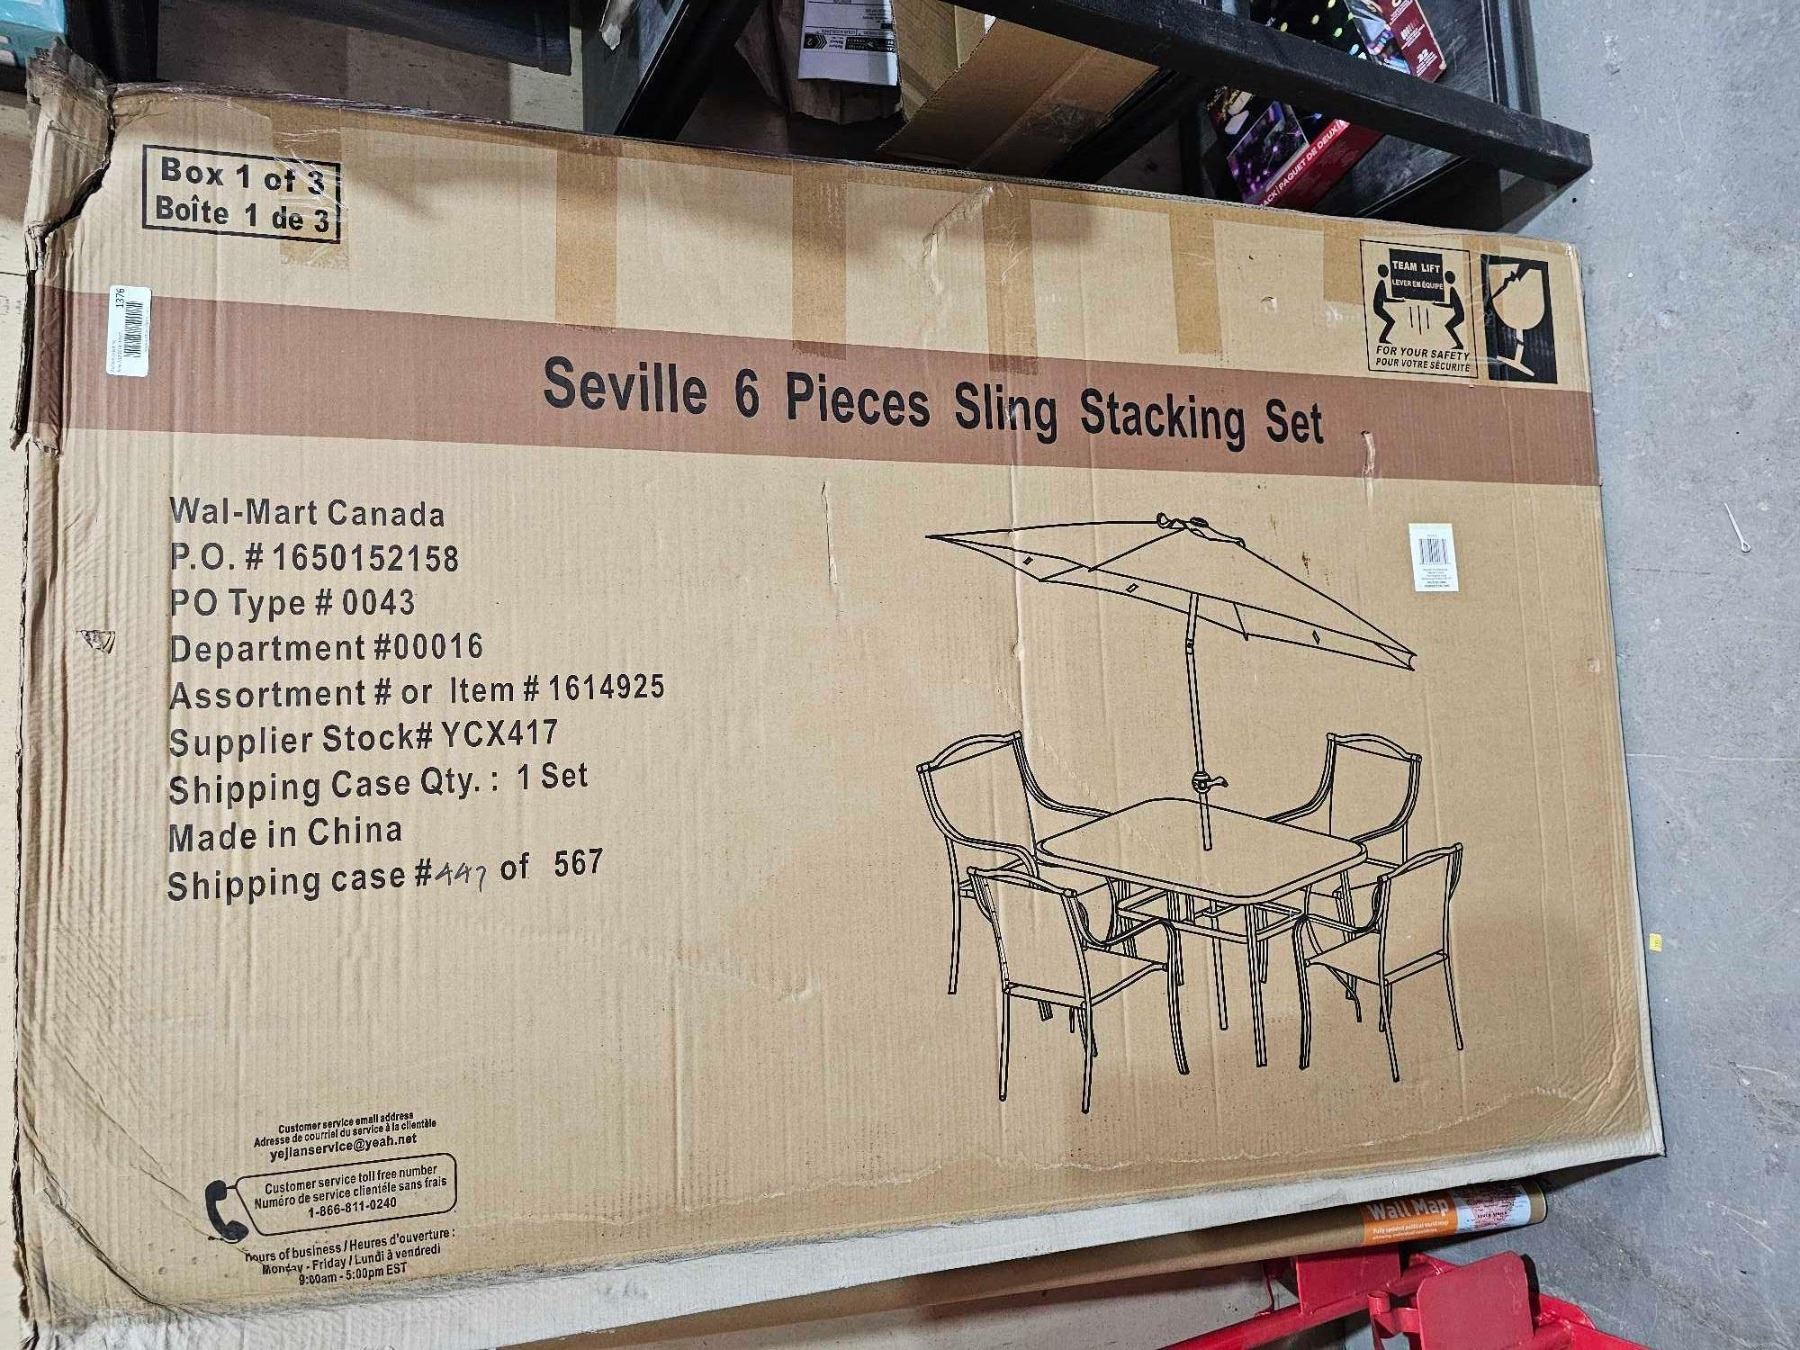 Box 1 of 3
Boîte 1 de 3
1376
TEAM LIFT
LEVER EN ÉQUIPE
FOR YOUR SAFETY
POUR VOTRE SÉCURITÉ
PAQUET DE DEUX
Seville 6 Pieces Sling Stacking Set
Wal-Mart Canada
P.O. # 1650152158
PO Type # 0043
Department #00016
Assortment # or Item # 1614925
Supplier Stock# YCX417
Shipping Case Qty. : 1 Set
Made in China
Shipping case #447 of 567
Customer service email address
Adresse de courriel du service à la clientèle
yejianservice@yeah.net
Customer service toll free number
Numéro de service clientéle sans frais
1-866-811-0240
hours of business / Heures d'ouverture :
Monday - Friday / Lundi à vendredi
9:00am - 5:00pm EST
Wall Map